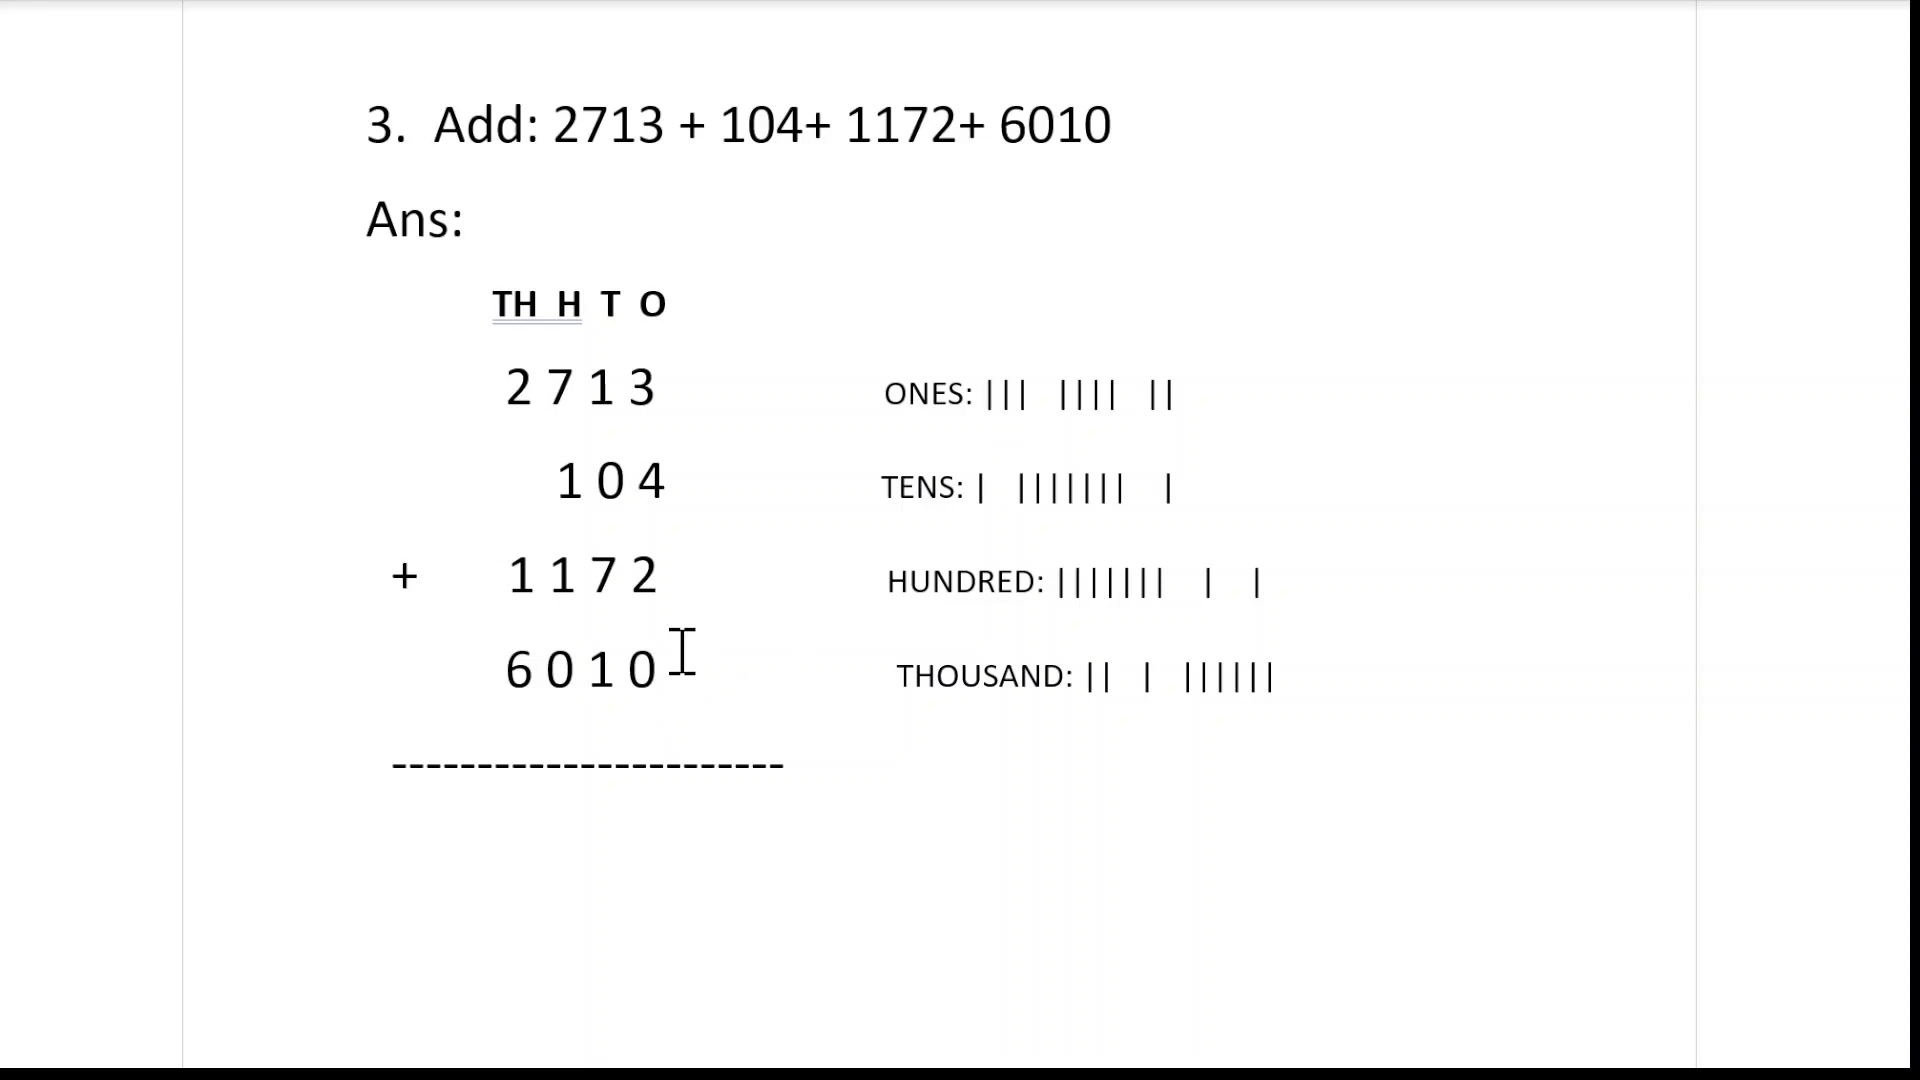 3. Add: 2713 + 104+ 1172+ 6010
Ans:
TH H T O
2 7 1 3 ONES: ||| |||| ||
1 0 4 TENS: | ||||||| |
+ 1 1 7 2 HUNDRED: ||||||| | |
6 0 1 0 THOUSAND: || | ||||||
-----------------------